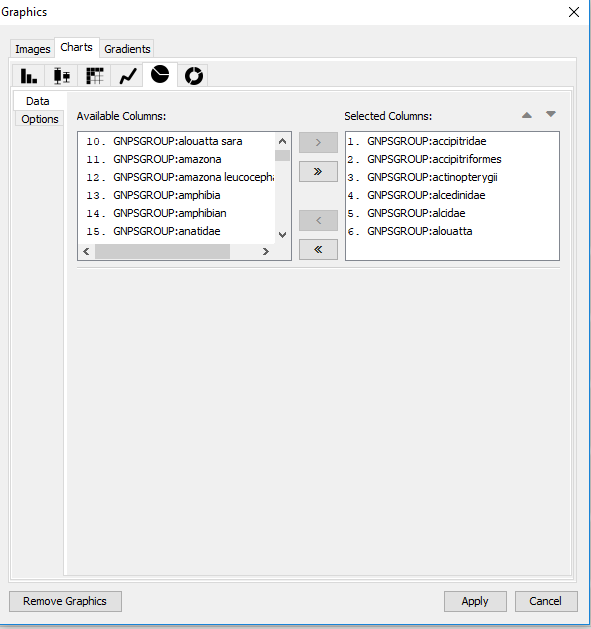 Graphics
Images Charts Gradients
Data
Options
Available Columns:
10. GNPSGROUP:alouatta sara
11. GNPSGROUP:amazona
12. GNPSGROUP:amazona leucocepha
13. GNPSGROUP:amphibia
14. GNPSGROUP:amphibian
15. GNPSGROUP:anatidae
Selected Columns:
1. GNPSGROUP:accipitridae
2. GNPSGROUP:accipitriformes
3. GNPSGROUP:actinopterygii
4. GNPSGROUP:alcedinidae
5. GNPSGROUP:alcidae
6. GNPSGROUP:alouatta
Remove Graphics
Apply
Cancel